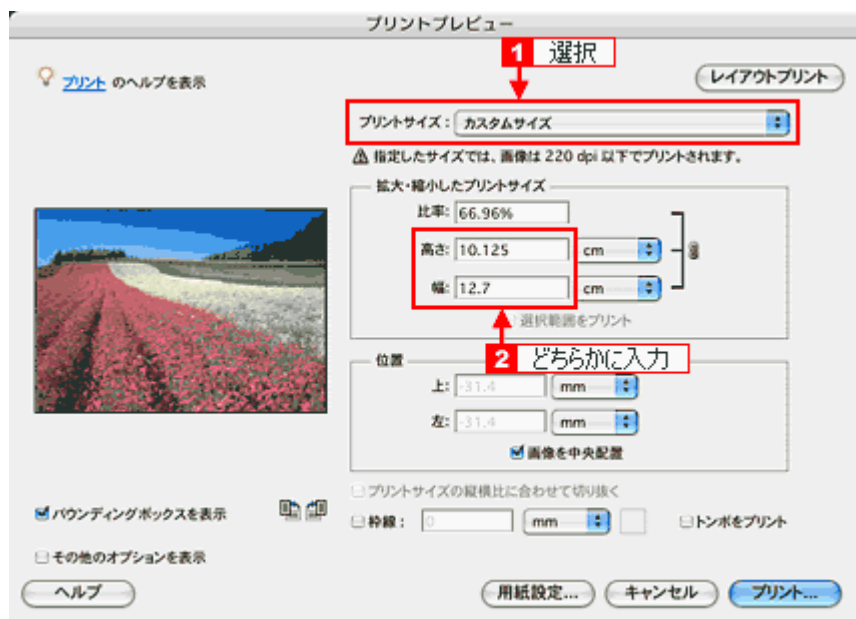 プリントプレビュー
1 選択
プリント のヘルプを表示
レイアウトプリント
プリントサイズ： カスタムサイズ
指定したサイズでは、画像は 220 dpi 以下でプリントされます。
拡大・縮小したプリントサイズ
比率: 66.96%
高さ: 10.125 cm
幅: 12.7 cm
選択範囲をプリント
2 どちらかに入力
位置
上: -31.4 mm
左: -31.4 mm
画像を中央配置
プリントサイズの縦横比に合わせて切り抜く
バウンディングボックスを表示
枠線： 0 mm
トンボをプリント
その他のオプションを表示
ヘルプ
用紙設定...
キャンセル
プリント...